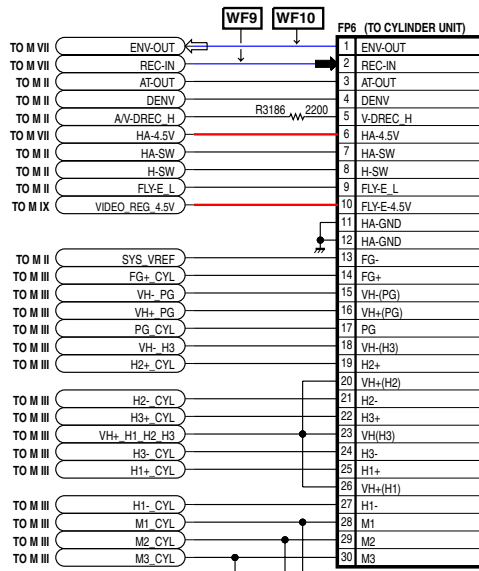 WF9 WF10
FP6 (TO CYLINDER UNIT)
TO M VII ENV-OUT 1 ENV-OUT
TO M VII REC-IN 2 REC-IN
TO M II AT-OUT 3 AT-OUT
TO M II DENV 4 DENV
TO M II A/V-DREC_H R3186 2200 5 V-DREC_H
TO M VII HA-4.5V 6 HA-4.5V
TO M II HA-SW 7 HA-SW
TO M II H-SW 8 H-SW
TO M II FLY-E_L 9 FLY-E_L
TO M IX VIDEO_REG_4.5V 10 FLY-E-4.5V
11 HA-GND
12 HA-GND
TO M II SYS_VREF 13 FG-
TO M III FG+_CYL 14 FG+
TO M III VH-_PG 15 VH-(PG)
TO M III VH+_PG 16 VH+(PG)
TO M III PG_CYL 17 PG
TO M III VH-_H3 18 VH-(H3)
TO M III H2+_CYL 19 H2+
20 VH+(H2)
TO M III H2-_CYL 21 H2-
TO M III H3+_CYL 22 H3+
TO M III VH+_H1_H2_H3 23 VH(H3)
TO M III H3-_CYL 24 H3-
TO M III H1+_CYL 25 H1+
26 VH+(H1)
TO M III H1-_CYL 27 H1-
TO M III M1_CYL 28 M1
TO M III M2_CYL 29 M2
TO M III M3_CYL 30 M3